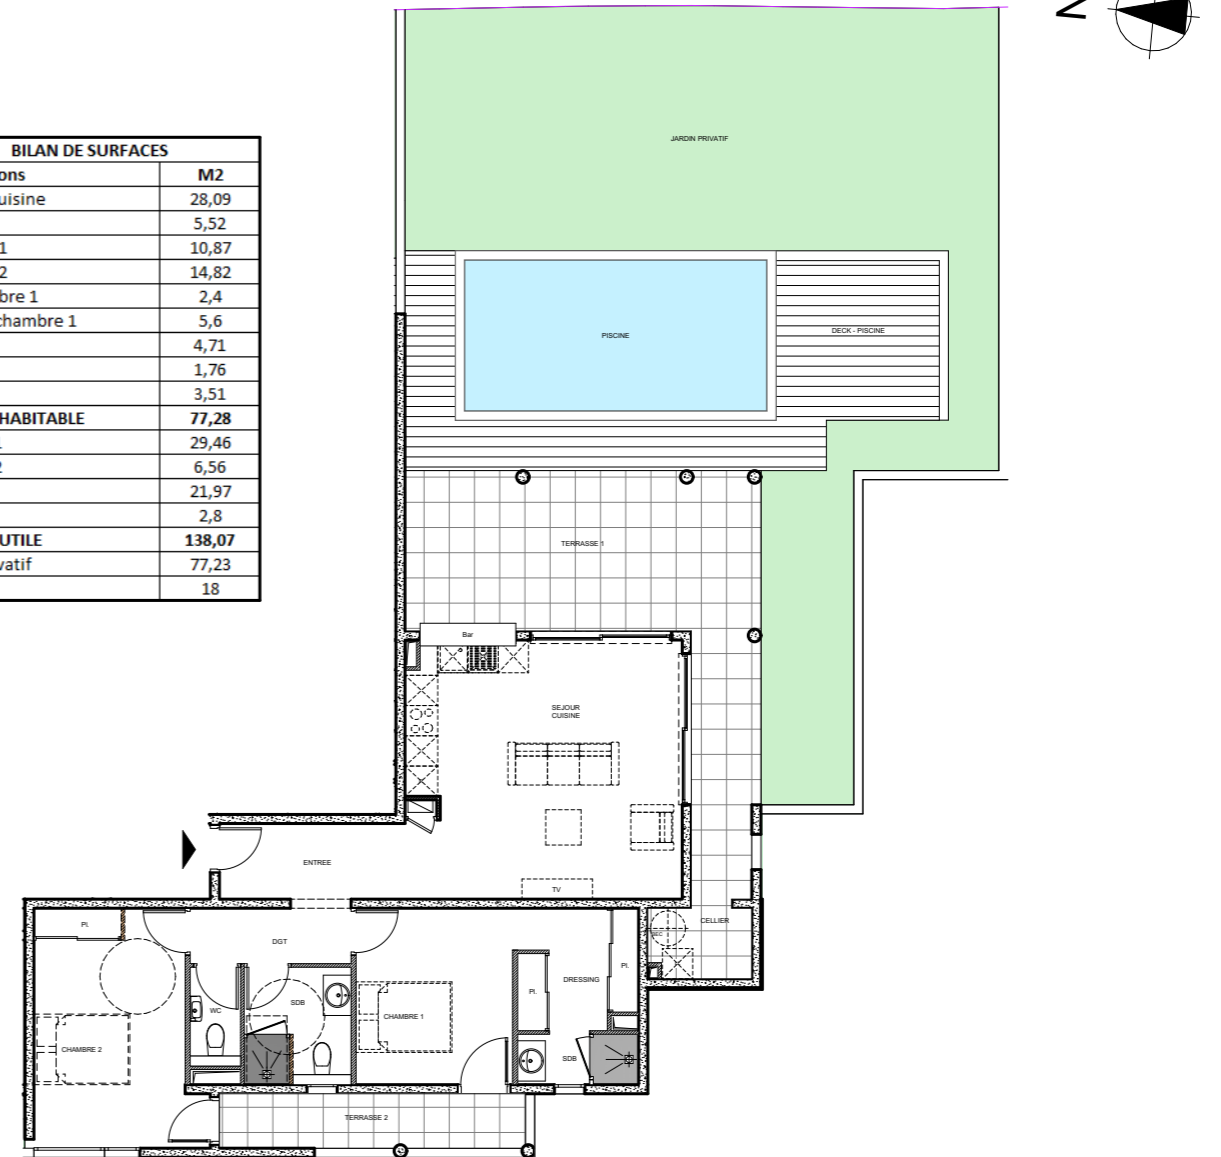 N
BILAN DE SURFACES
ons M2
uisine 28,09
5,52
1 10,87
2 14,82
bre 1 2,4
chambre 1 5,6
4,71
1,76
3,51
HABITABLE 77,28
1 29,46
2 6,56
21,97
2,8
UTILE 138,07
vatif 77,23
18
JARDIN PRIVATIF
PISCINE
DECK - PISCINE
TERRASSE 1
Bar
SEJOUR
CUISINE
ENTREE
TV
PL
DGT
CELLIER
BEC
SDB
WC
CHAMBRE 1
PL
DRESSING
PL
CHAMBRE 2
SDB
TERRASSE 2